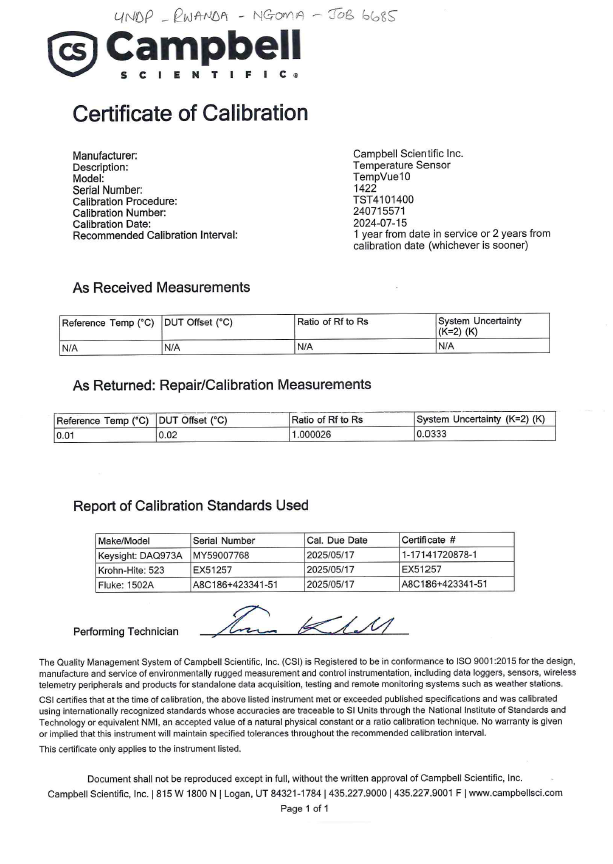 UNDP - RWANDA - NGOMA - JOB 6685
CS Campbell
SCIENTIFIC®
Certificate of Calibration
Manufacturer: Campbell Scientific Inc.
Description: Temperature Sensor
Model: TempVue10
Serial Number: 1422
Calibration Procedure: TST4101400
Calibration Number: 240715571
Calibration Date: 2024-07-15
Recommended Calibration Interval: 1 year from date in service or 2 years from
calibration date (whichever is sooner)
As Received Measurements
Reference Temp (°C) DUT Offset (°C) Ratio of Rf to Rs System Uncertainty
(K=2) (K)
N/A N/A N/A N/A
As Returned: Repair/Calibration Measurements
Reference Temp (°C) DUT Offset (°C) Ratio of Rf to Rs System Uncertainty (K=2) (K)
0.01 0.02 1.000026 0.0333
Report of Calibration Standards Used
Make/Model Serial Number Cal. Due Date Certificate #
Keysight: DAQ973A MY59007768 2025/05/17 1-17141720878-1
Krohn-Hite: 523 EX51257 2025/05/17 EX51257
Fluke: 1502A A8C186+423341-51 2025/05/17 A8C186+423341-51
Performing Technician
The Quality Management System of Campbell Scientific, Inc. (CSI) is Registered to be in conformance to ISO 9001:2015 for the design,
manufacture and service of environmentally rugged measurement and control instrumentation, including data loggers, sensors, wireless
telemetry peripherals and products for standalone data acquisition, testing and remote monitoring systems such as weather stations.
CSI certifies that at the time of calibration, the above listed instrument met or exceeded published specifications and was calibrated
using internationally recognized standards whose accuracies are traceable to SI Units through the National Institute of Standards and
Technology or equivalent NMI, an accepted value of a natural physical constant or a ratio calibration technique. No warranty is given
or implied that this instrument will maintain specified tolerances throughout the recommended calibration interval.
This certificate only applies to the instrument listed.
Document shall not be reproduced except in full, without the written approval of Campbell Scientific, Inc.
Campbell Scientific, Inc. | 815 W 1800 N | Logan, UT 84321-1784 | 435.227.9000 | 435.227.9001 F | www.campbellsci.com
Page 1 of 1